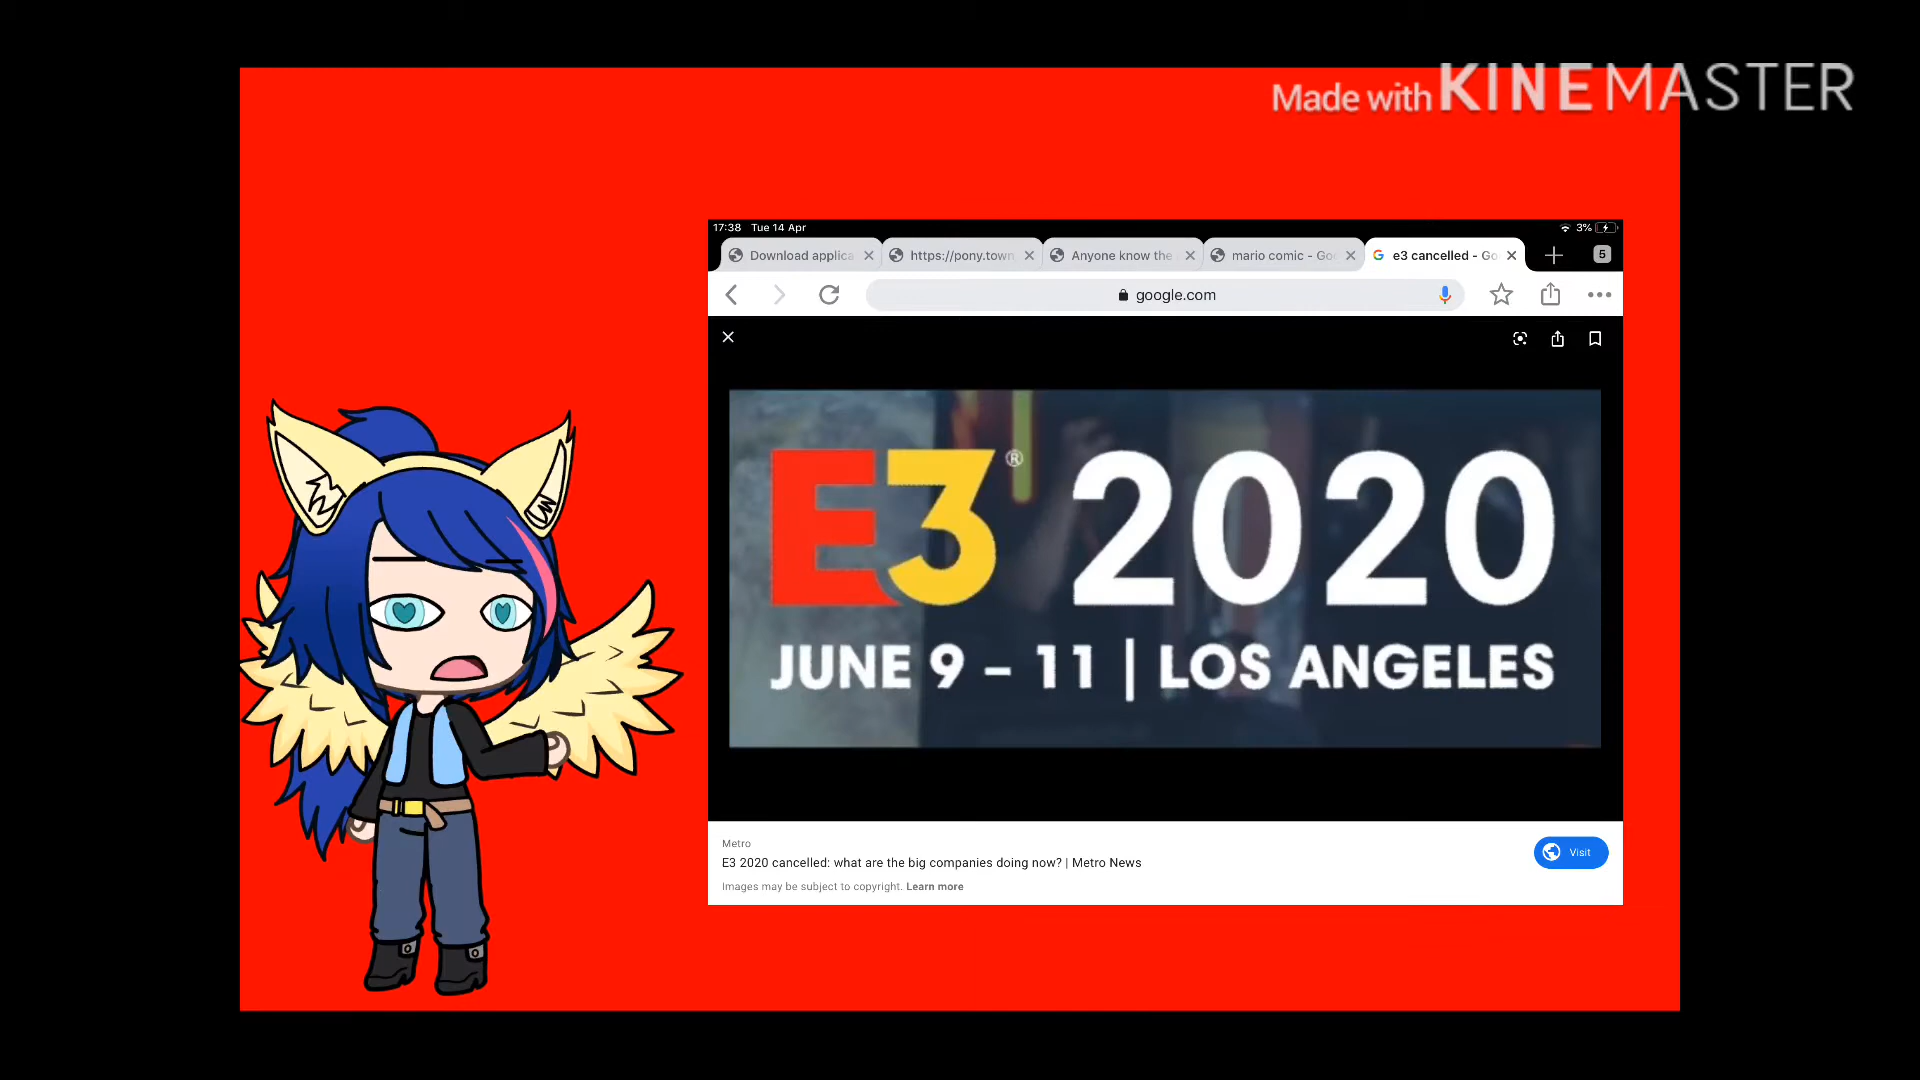 Made with KINEMASTER
17:38 Tue 14 Apr 3%
Download applica https://pony.town Anyone know the mario comic - Go e3 cancelled - Go 5
google.com
E3® 2020
JUNE 9 – 11 | LOS ANGELES
Metro
E3 2020 cancelled: what are the big companies doing now? | Metro News
Visit
Images may be subject to copyright. Learn more